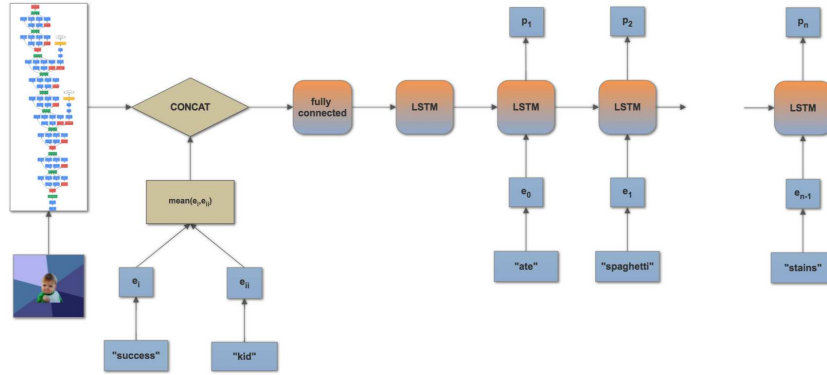 p₁
p₂
pₙ
CONCAT
fully
connected
LSTM
LSTM
LSTM
LSTM
mean(eᵢ,eᵢᵢ)
e₀
e₁
eₙ₋₁
"ate"
"spaghetti"
"stains"
eᵢ
eᵢᵢ
"success"
"kid"